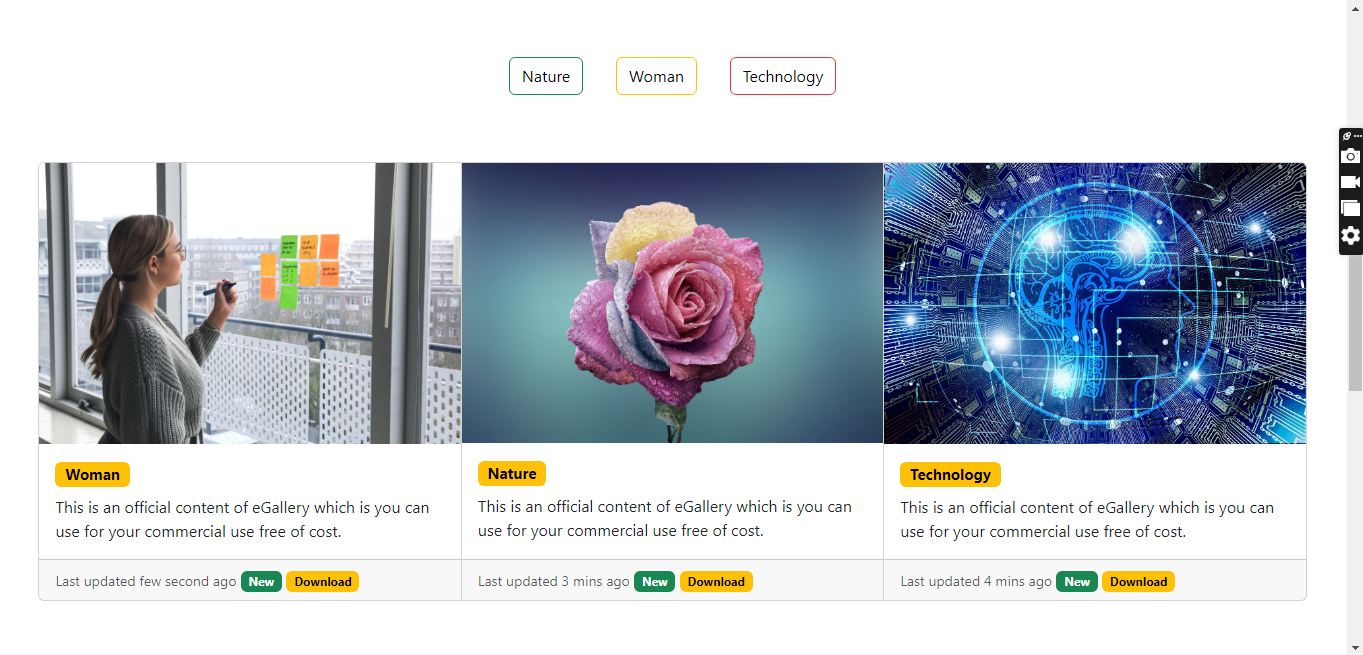 Nature Woman Technology
Woman
This is an official content of eGallery which is you can
use for your commercial use free of cost.
Last updated few second ago New Download
Nature
This is an official content of eGallery which is you can
use for your commercial use free of cost.
Last updated 3 mins ago New Download
Technology
This is an official content of eGallery which is you can
use for your commercial use free of cost.
Last updated 4 mins ago New Download